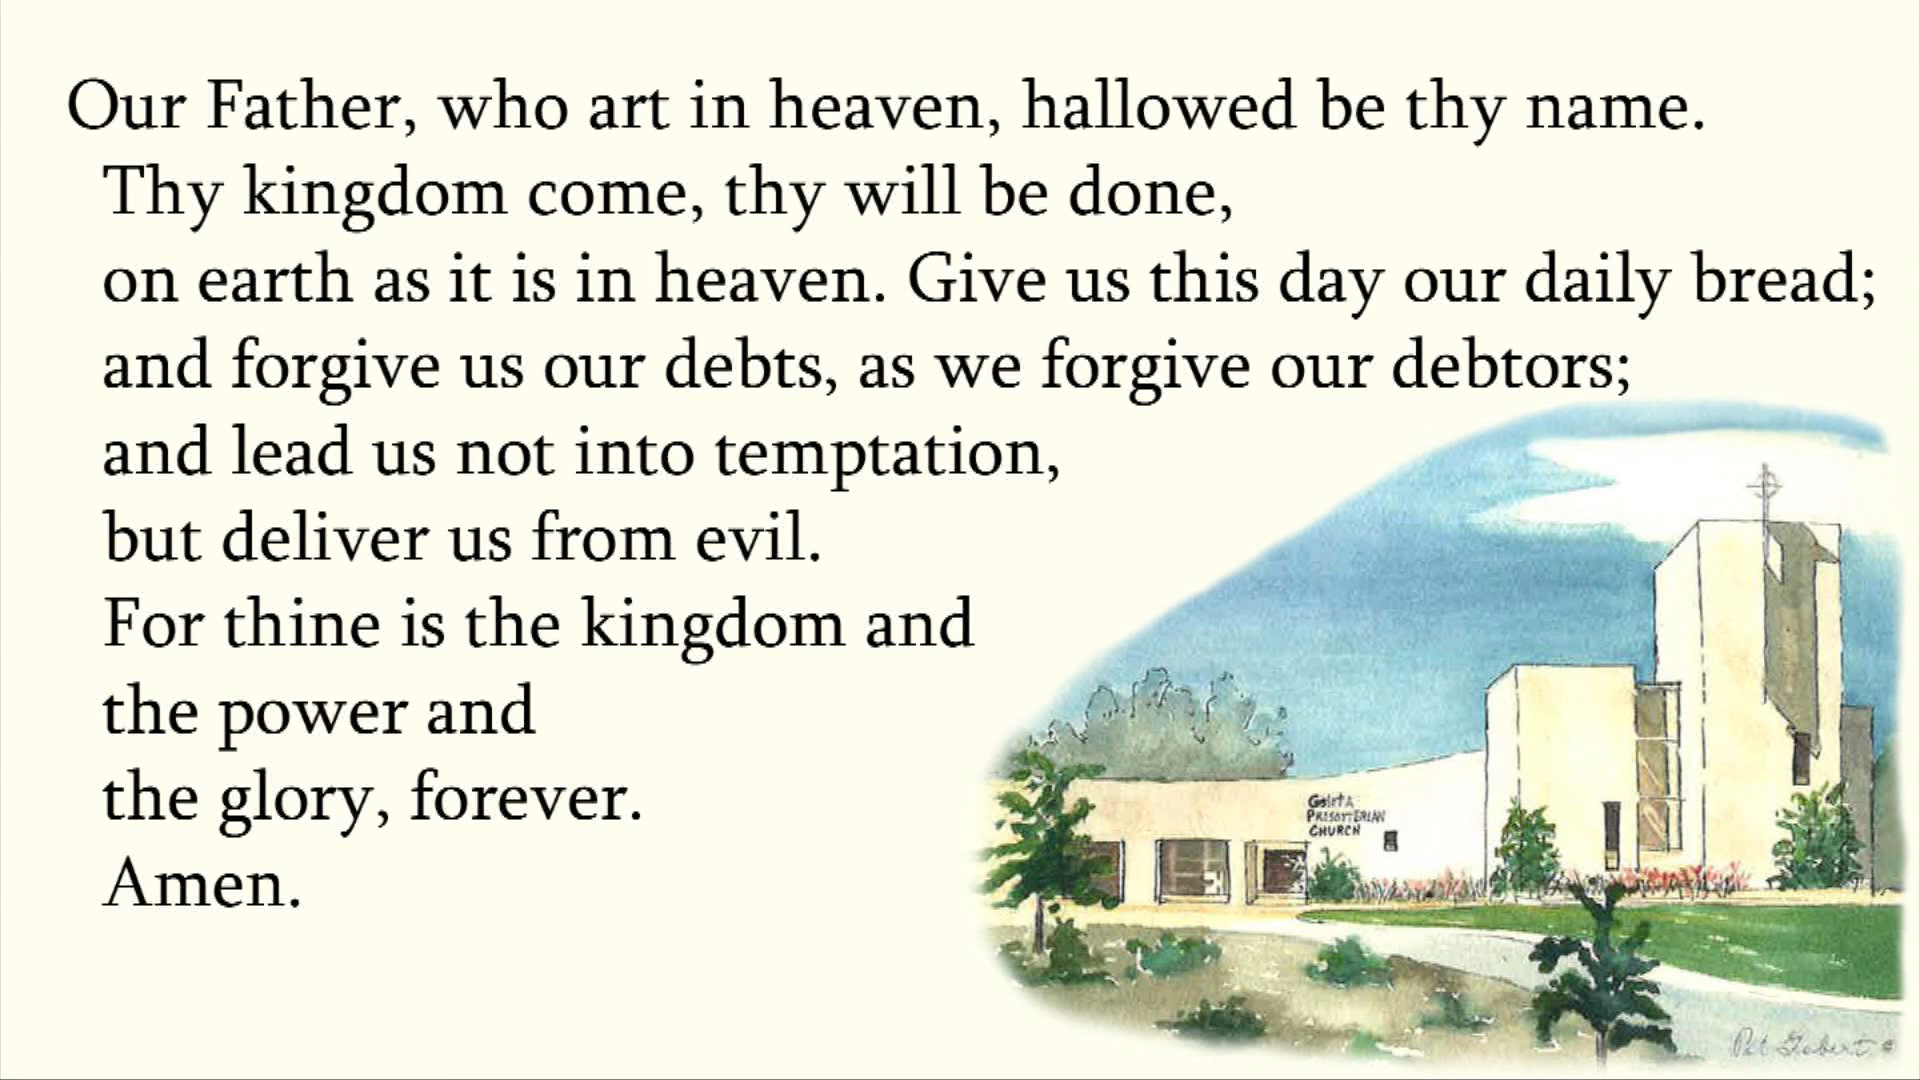 Our Father, who art in heaven, hallowed be thy name.
Thy kingdom come, thy will be done,
on earth as it is in heaven. Give us this day our daily bread;
and forgive us our debts, as we forgive our debtors;
and lead us not into temptation,
but deliver us from evil.
For thine is the kingdom and
the power and
the glory, forever.
Amen.
Goleta
Presbyterian
Church